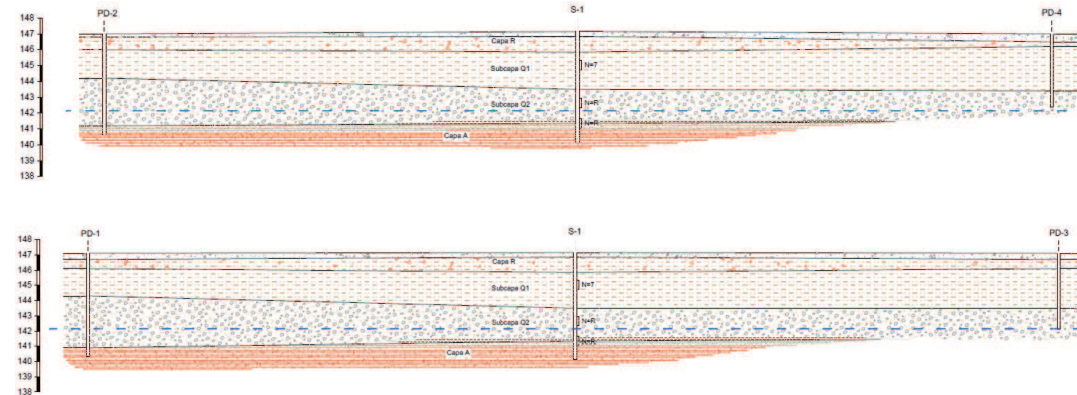 S-1
PD-2
PD-4
148
147
146
145
144
143
142
141
140
139
138
Capa R
Subcapa Q1
N=7
Subcapa Q2
N=R
N=R
Capa A
PD-1
S-1
PD-3
148
147
146
145
144
143
142
141
140
139
138
Capa R
Subcapa Q1
N=7
Subcapa Q2
N=R
N=R
Capa A